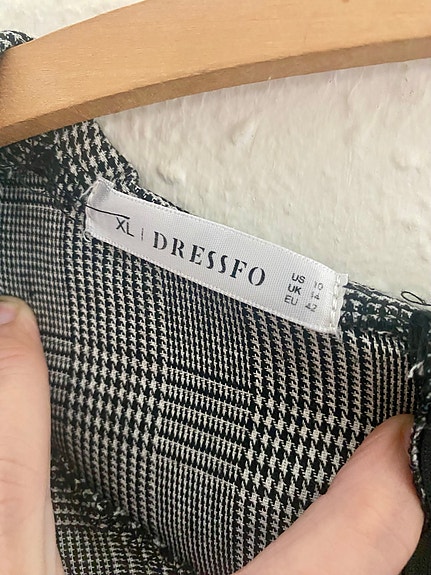 XL | DRESSFO
US 10
UK 14
EU 42